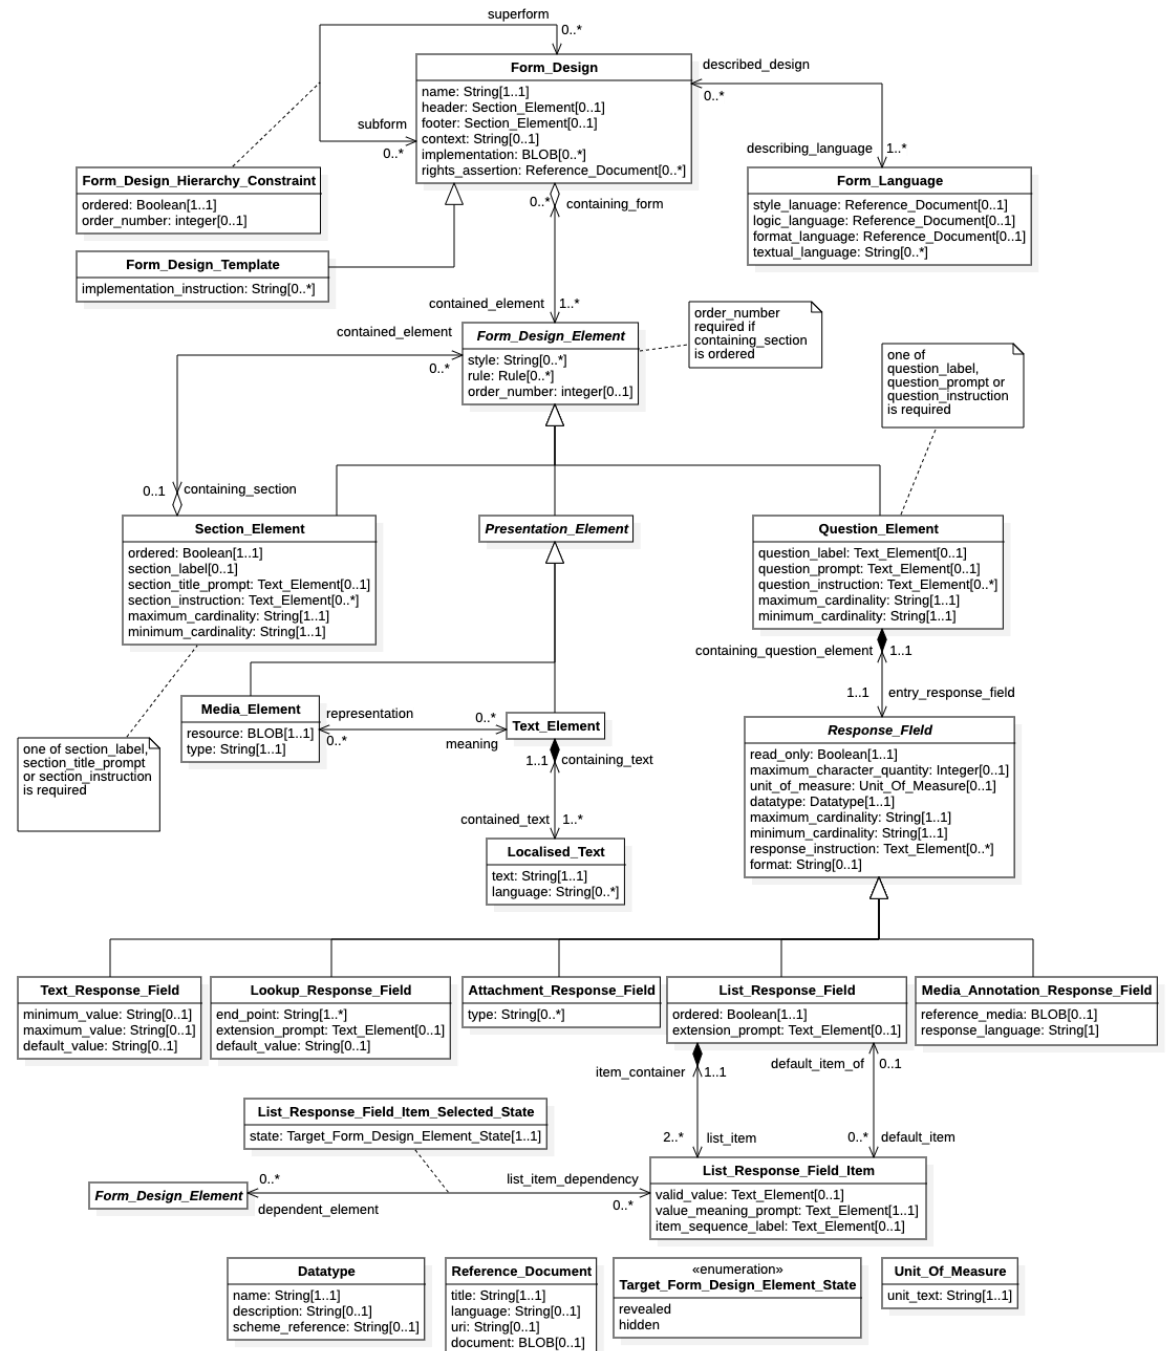 superform
0..*
Form_Design
name: String[1..1]
header: Section_Element[0..1]
footer: Section_Element[0..1]
context: String[0..1]
implementation: BLOB[0..*]
rights_assertion: Reference_Document[0..*]
described_design
0..*
subform
0..*
describing_language
1..*
Form_Design_Hierarchy_Constraint
ordered: Boolean[1..1]
order_number: integer[0..1]
0..*
containing_form
Form_Language
style_lanuage: Reference_Document[0..1]
logic_language: Reference_Document[0..1]
format_language: Reference_Document[0..1]
textual_language: String[0..*]
Form_Design_Template
implementation_instruction: String[0..*]
contained_element
1..*
contained_element
0..*
Form_Design_Element
style: String[0..*]
rule: Rule[0..*]
order_number: integer[0..1]
order_number
required if
containing_section
is ordered
one of
question_label,
question_prompt or
question_instruction
is required
0..1
containing_section
Section_Element
ordered: Boolean[1..1]
section_label[0..1]
section_title_prompt: Text_Element[0..1]
section_instruction: Text_Element[0..*]
maximum_cardinality: String[1..1]
minimum_cardinality: String[1..1]
Presentation_Element
Question_Element
question_label: Text_Element[0..1]
question_prompt: Text_Element[0..1]
question_instruction: Text_Element[0..*]
maximum_cardinality: String[1..1]
minimum_cardinality: String[1..1]
containing_question_element
1..1
1..1
entry_response_field
Media_Element
resource: BLOB[1..1]
type: String[1..1]
representation
0..*
0..*
meaning
Text_Element
1..1
containing_text
one of section_label,
section_title_prompt
or section_instruction
is required
Response_FIeld
read_only: Boolean[1..1]
maximum_character_quantity: Integer[0..1]
unit_of_measure: Unit_Of_Measure[0..1]
datatype: Datatype[1..1]
maximum_cardinality: String[1..1]
minimum_cardinality: String[1..1]
response_instruction: Text_Element[0..*]
format: String[0..1]
contained_text
1..*
Localised_Text
text: String[1..1]
language: String[0..*]
Text_Response_Field
minimum_value: String[0..1]
maximum_value: String[0..1]
default_value: String[0..1]
Lookup_Response_Field
end_point: String[1..*]
extension_prompt: Text_Element[0..1]
default_value: String[0..1]
Attachment_Response_Field
type: String[0..*]
List_Response_Field
ordered: Boolean[1..1]
extension_prompt: Text_Element[0..1]
Media_Annotation_Response_Field
reference_media: BLOB[0..1]
response_language: String[1]
item_container
1..1
default_item_of
0..1
List_Response_Field_Item_Selected_State
state: Target_Form_Design_Element_State[1..1]
2..*
list_item
0..*
default_item
Form_Design_Element
0..*
dependent_element
list_item_dependency
0..*
List_Response_Field_Item
valid_value: Text_Element[0..1]
value_meaning_prompt: Text_Element[1..1]
item_sequence_label: Text_Element[0..1]
Datatype
name: String[1..1]
description: String[0..1]
scheme_reference: String[0..1]
Reference_Document
title: String[1..1]
language: String[0..1]
uri: String[0..1]
document: BLOB[0..1]
«enumeration»
Target_Form_Design_Element_State
revealed
hidden
Unit_Of_Measure
unit_text: String[1..1]